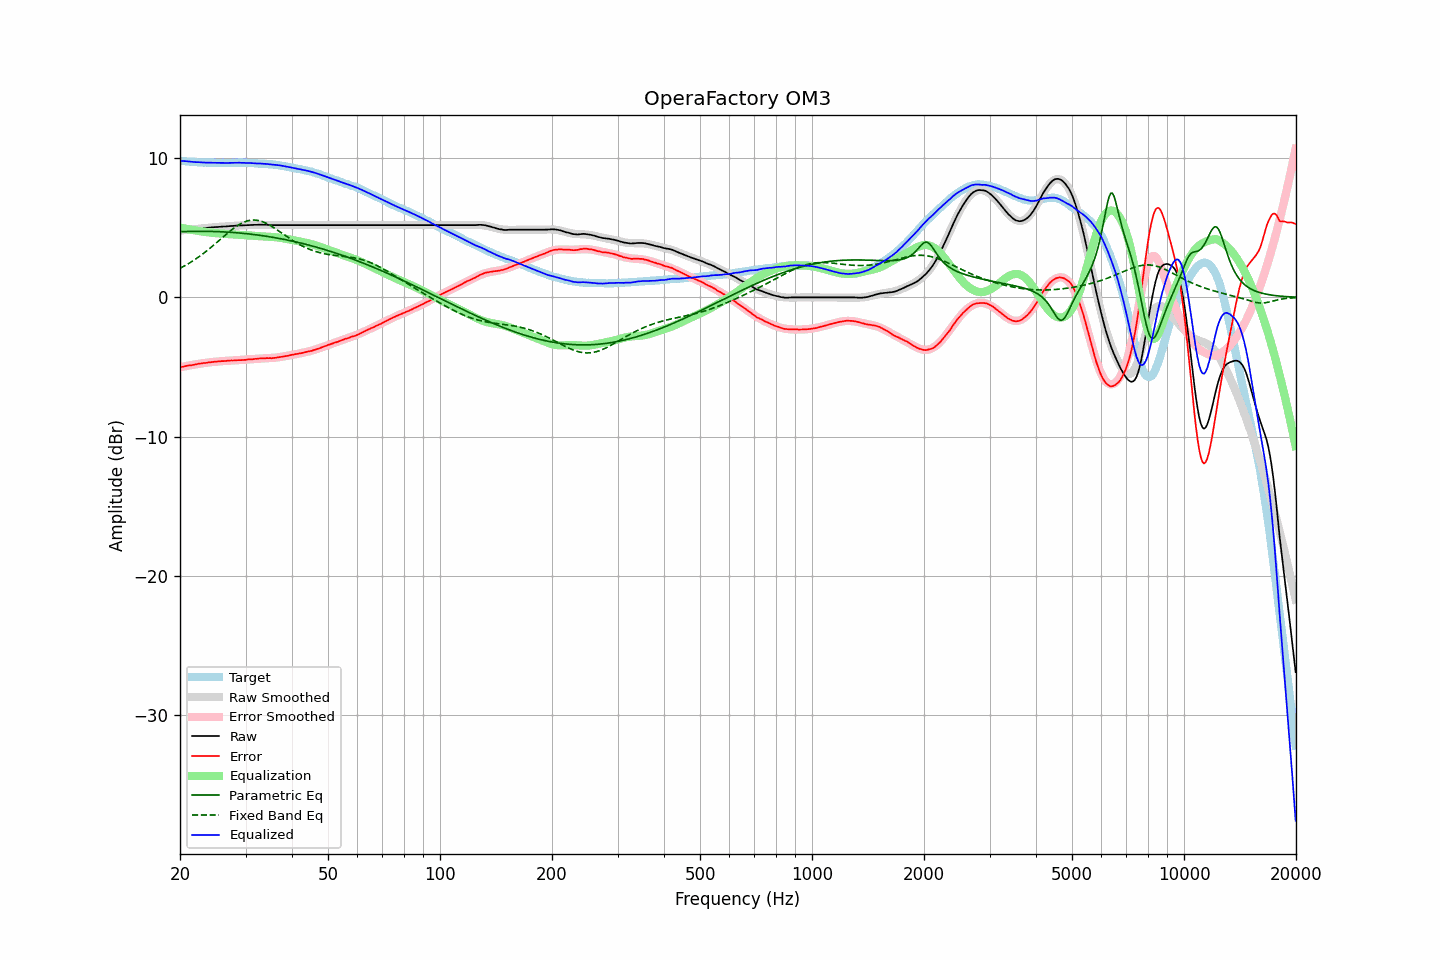 OperaFactory OM3
10
0
−10
−20
−30
Amplitude (dBr)
20 50 100 200 500 1000 2000 5000 10000 20000
Frequency (Hz)
Target
Raw Smoothed
Error Smoothed
Raw
Error
Equalization
Parametric Eq
Fixed Band Eq
Equalized